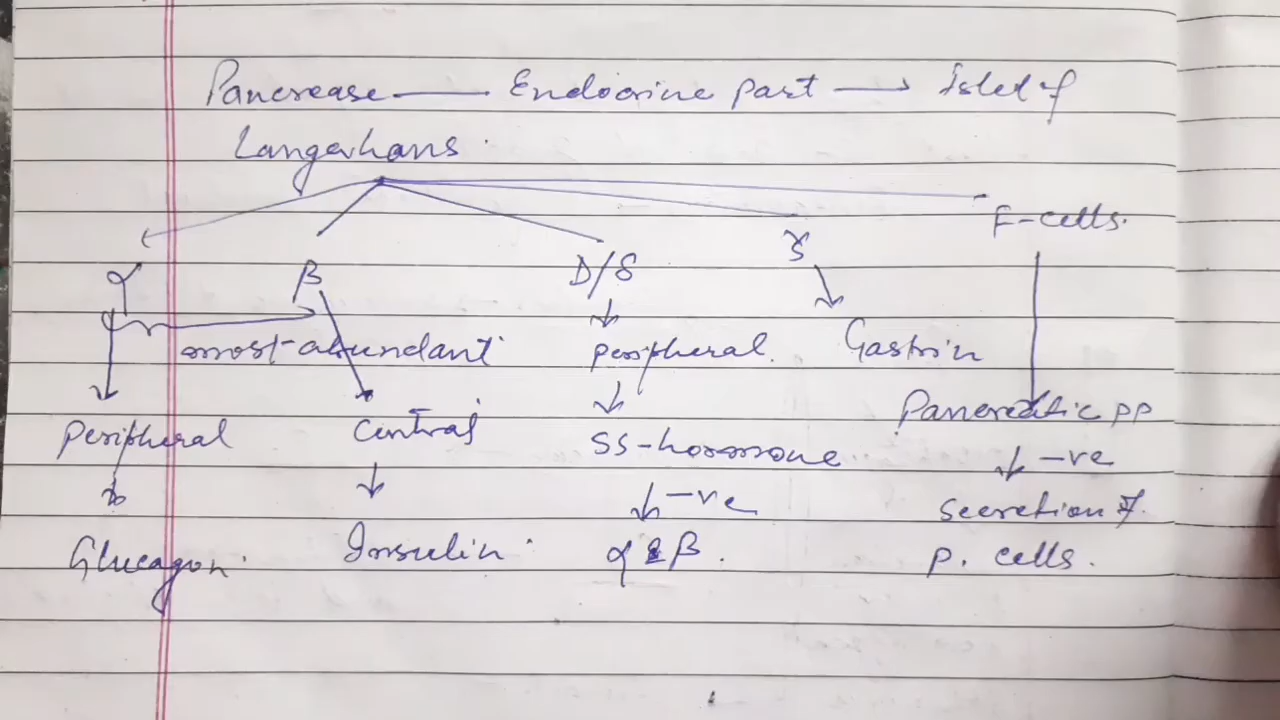 Pancrease —— Endocrine part —> Islet of
Langerhans
α β D/δ γ F-cells.
most-abundant peripheral. Gastrin
peripheral central SS-hormone Pancreatic PP
-ve -ve
Glucagon. Insulin. α & β. secretion of
P. cells.